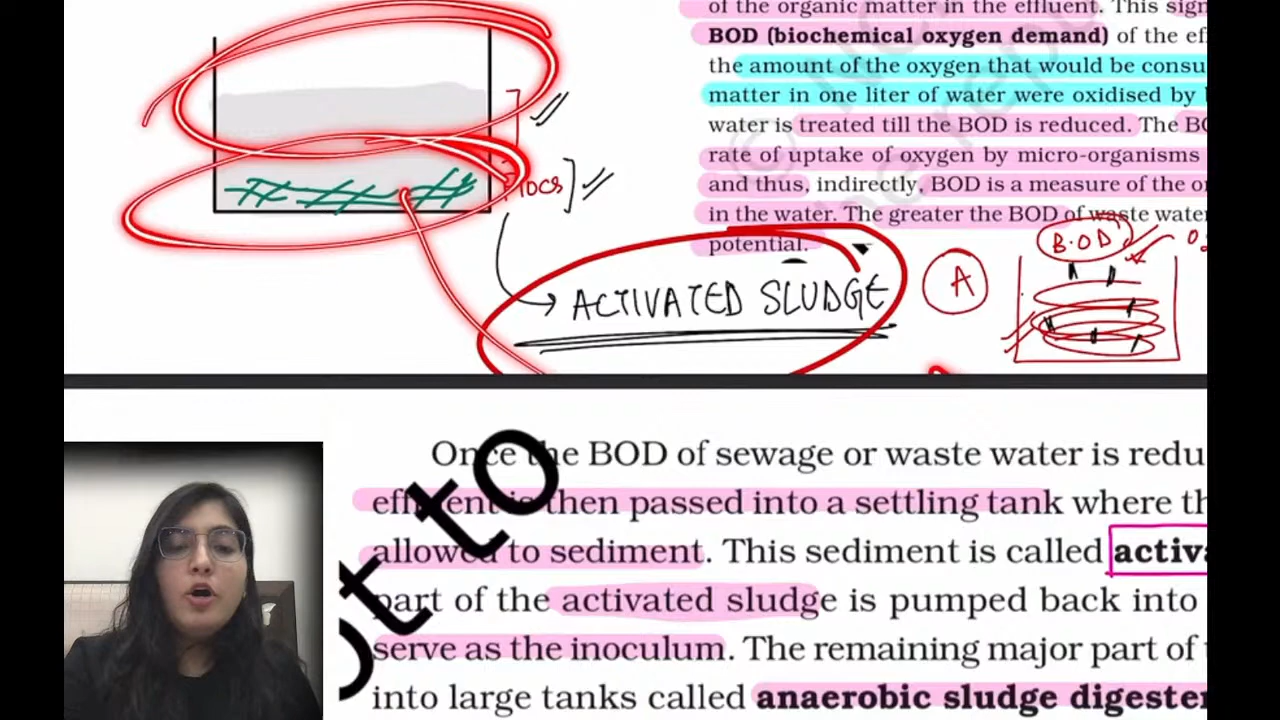 of the organic matter in the effluent. This sign
BOD (biochemical oxygen demand) of the ef
the amount of the oxygen that would be consu
matter in one liter of water were oxidised by
water is treated till the BOD is reduced. The BO
rate of uptake of oxygen by micro-organisms
and thus, indirectly, BOD is a measure of the o
in the water. The greater the BOD of waste water
potential.
flocs
ACTIVATED SLUDGE
A
B.O.D
Once the BOD of sewage or waste water is redu
effluent is then passed into a settling tank where th
allowed to sediment. This sediment is called activa
part of the activated sludge is pumped back into
serve as the inoculum. The remaining major part of
into large tanks called anaerobic sludge digester
to